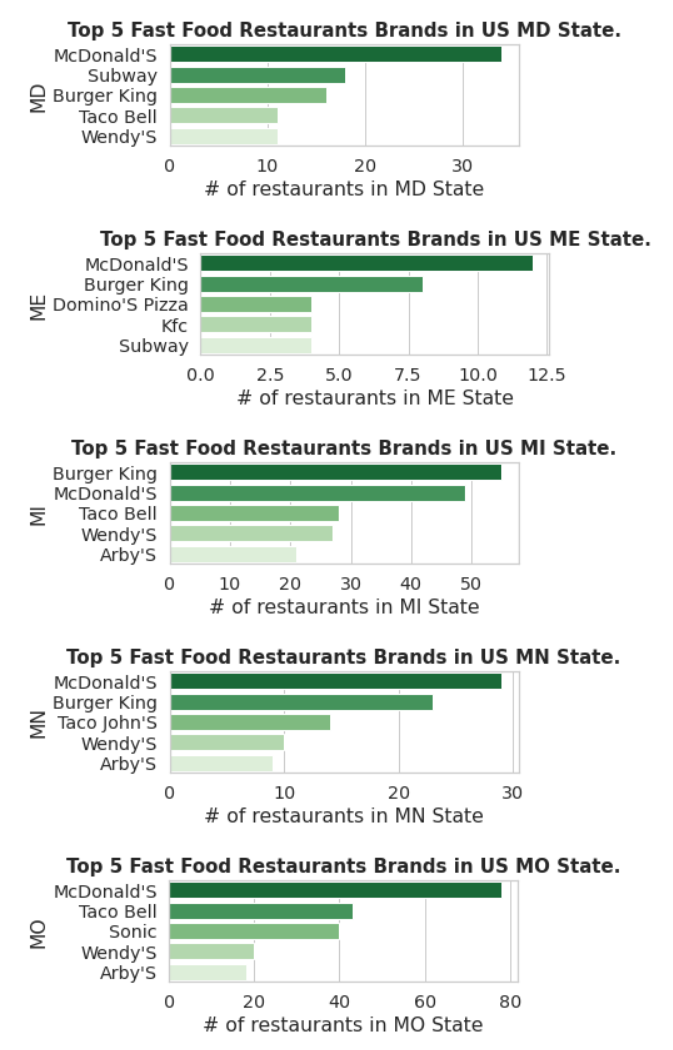 Top 5 Fast Food Restaurants Brands in US MD State.
McDonald'S
Subway
Burger King
Taco Bell
Wendy'S
MD
0 10 20 30
# of restaurants in MD State
Top 5 Fast Food Restaurants Brands in US ME State.
McDonald'S
Burger King
Domino'S Pizza
Kfc
Subway
ME
0.0 2.5 5.0 7.5 10.0 12.5
# of restaurants in ME State
Top 5 Fast Food Restaurants Brands in US MI State.
Burger King
McDonald'S
Taco Bell
Wendy'S
Arby'S
MI
0 10 20 30 40 50
# of restaurants in MI State
Top 5 Fast Food Restaurants Brands in US MN State.
McDonald'S
Burger King
Taco John'S
Wendy'S
Arby'S
MN
0 10 20 30
# of restaurants in MN State
Top 5 Fast Food Restaurants Brands in US MO State.
McDonald'S
Taco Bell
Sonic
Wendy'S
Arby'S
MO
0 20 40 60 80
# of restaurants in MO State